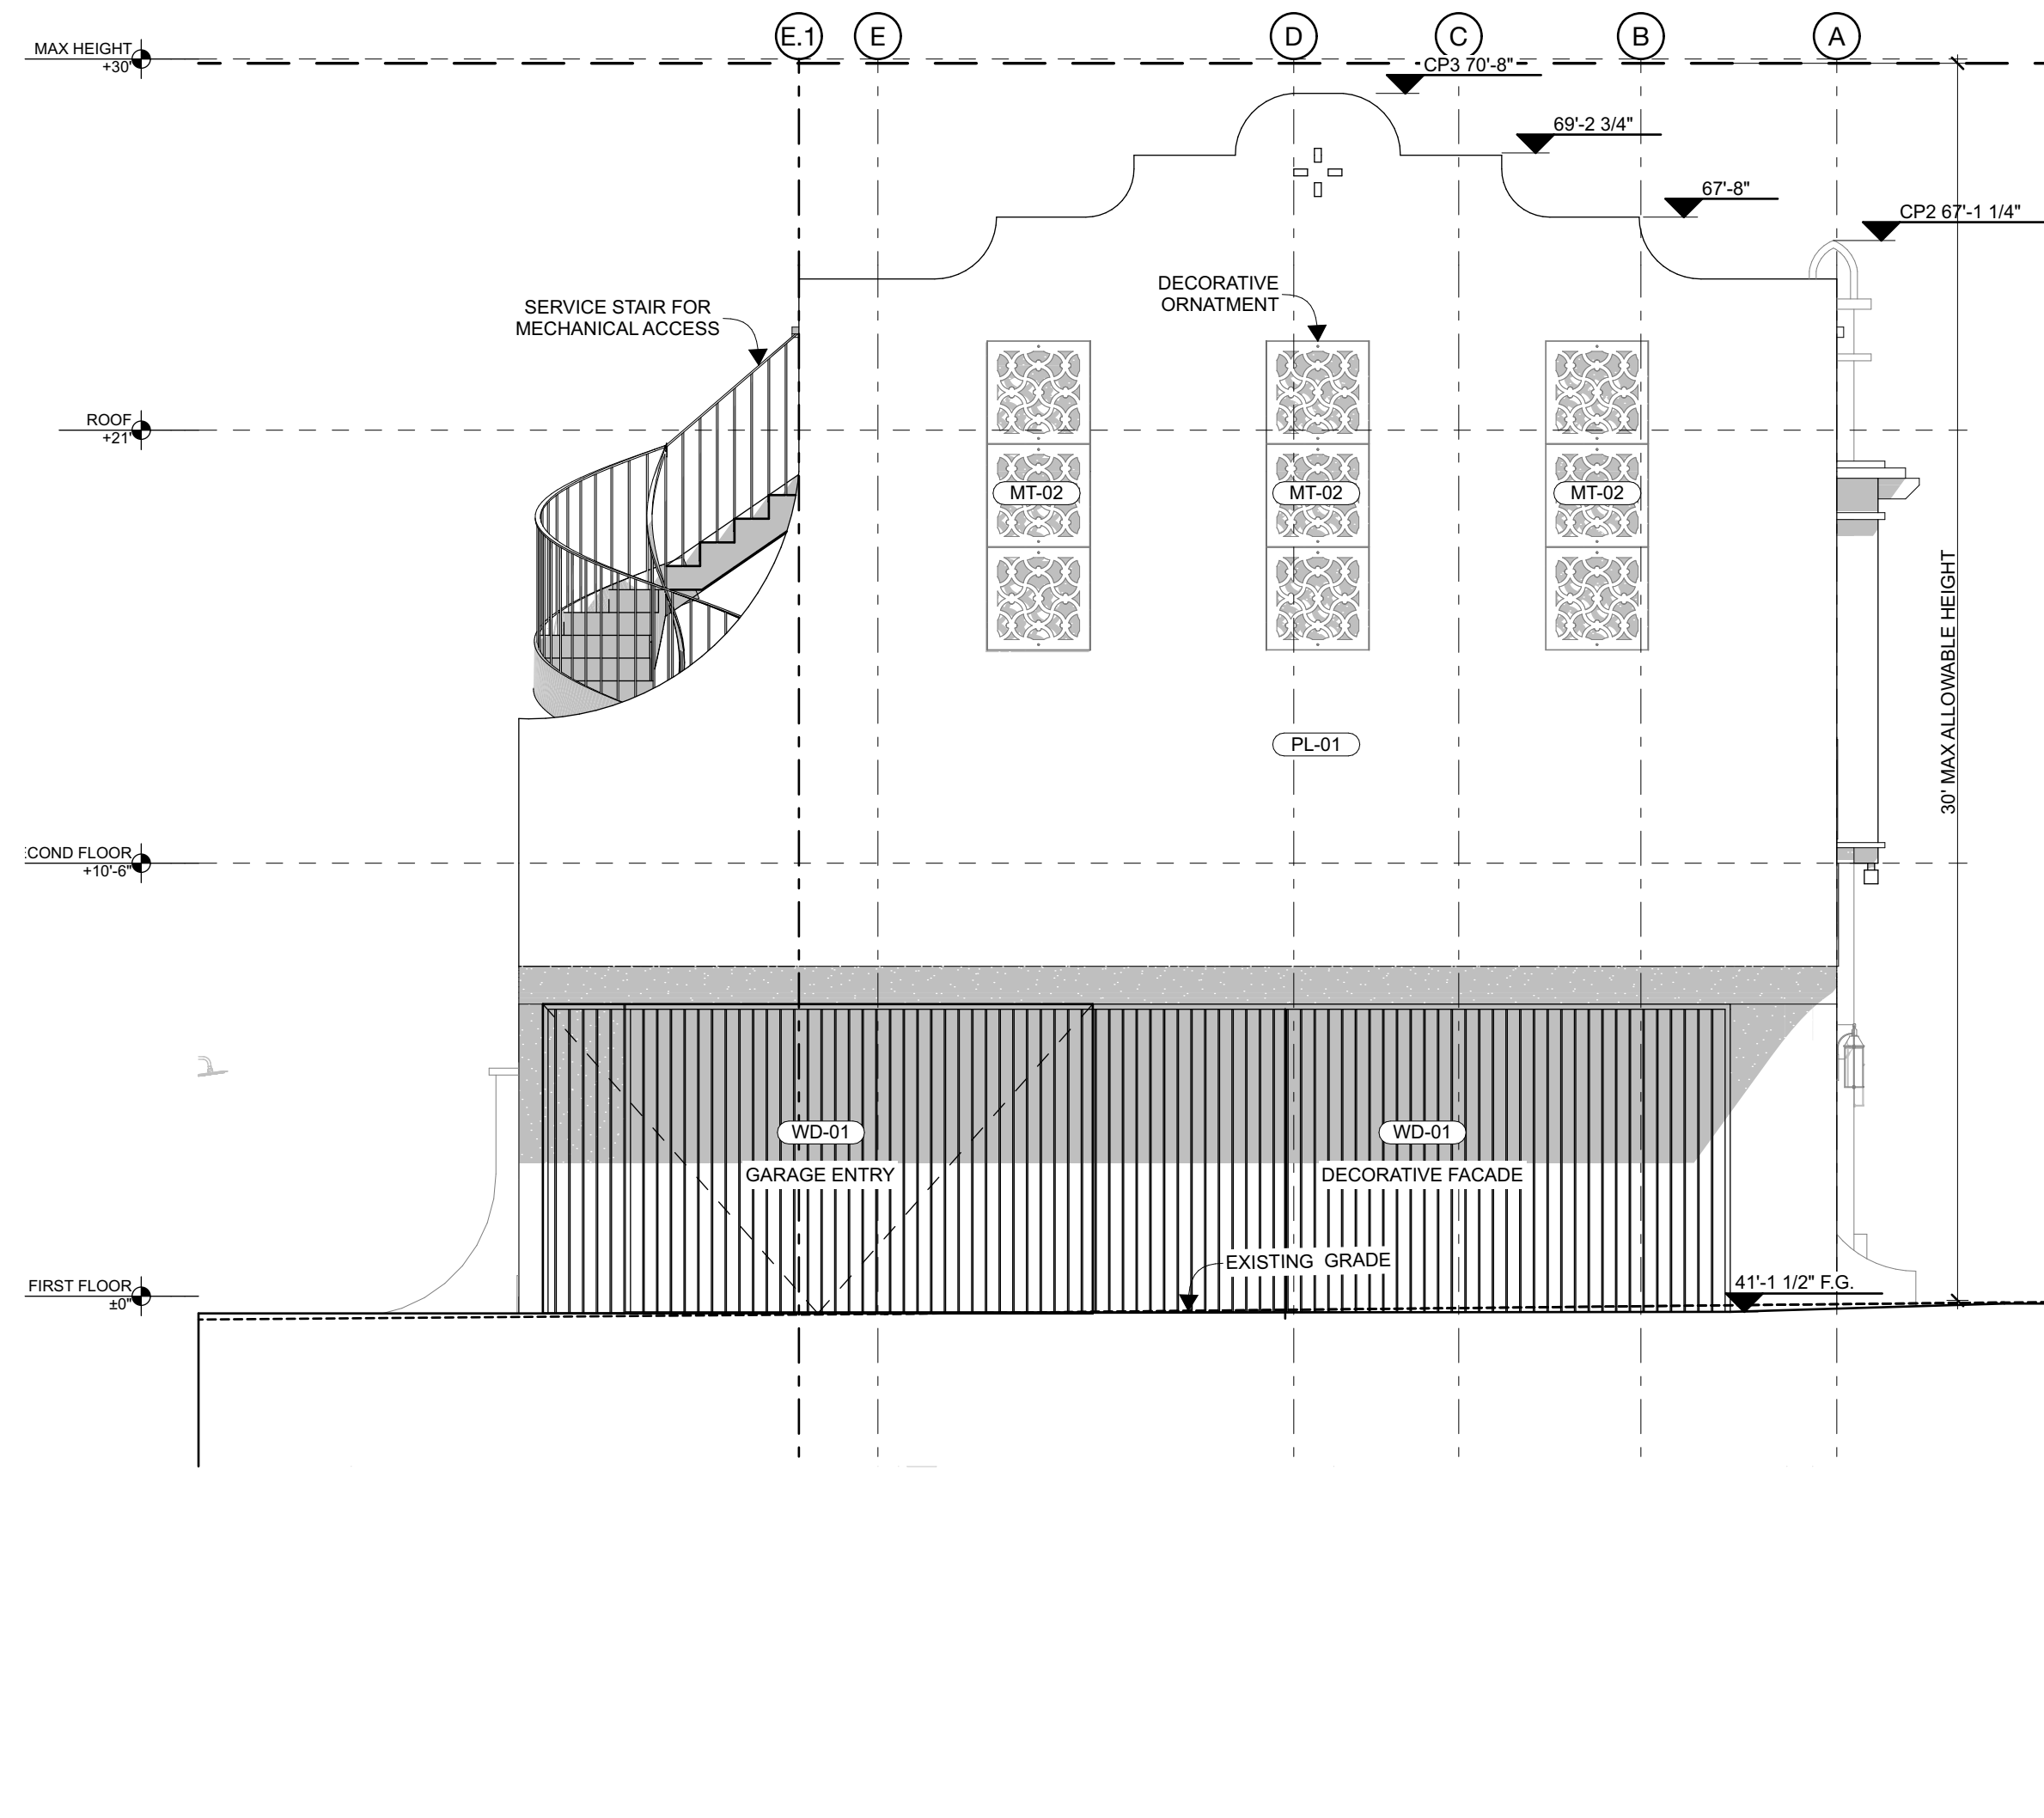 E.1 E D C B A
MAX HEIGHT
+30'
CP3 70'-8"
69'-2 3/4"
67'-8"
CP2 67'-1 1/4"
DECORATIVE
ORNATMENT
SERVICE STAIR FOR
MECHANICAL ACCESS
ROOF
+21'
MT-02 MT-02 MT-02
30' MAX ALLOWABLE HEIGHT
PL-01
COND FLOOR
+10'-6"
WD-01 WD-01
GARAGE ENTRY DECORATIVE FACADE
EXISTING GRADE
FIRST FLOOR
±0"
41'-1 1/2" F.G.